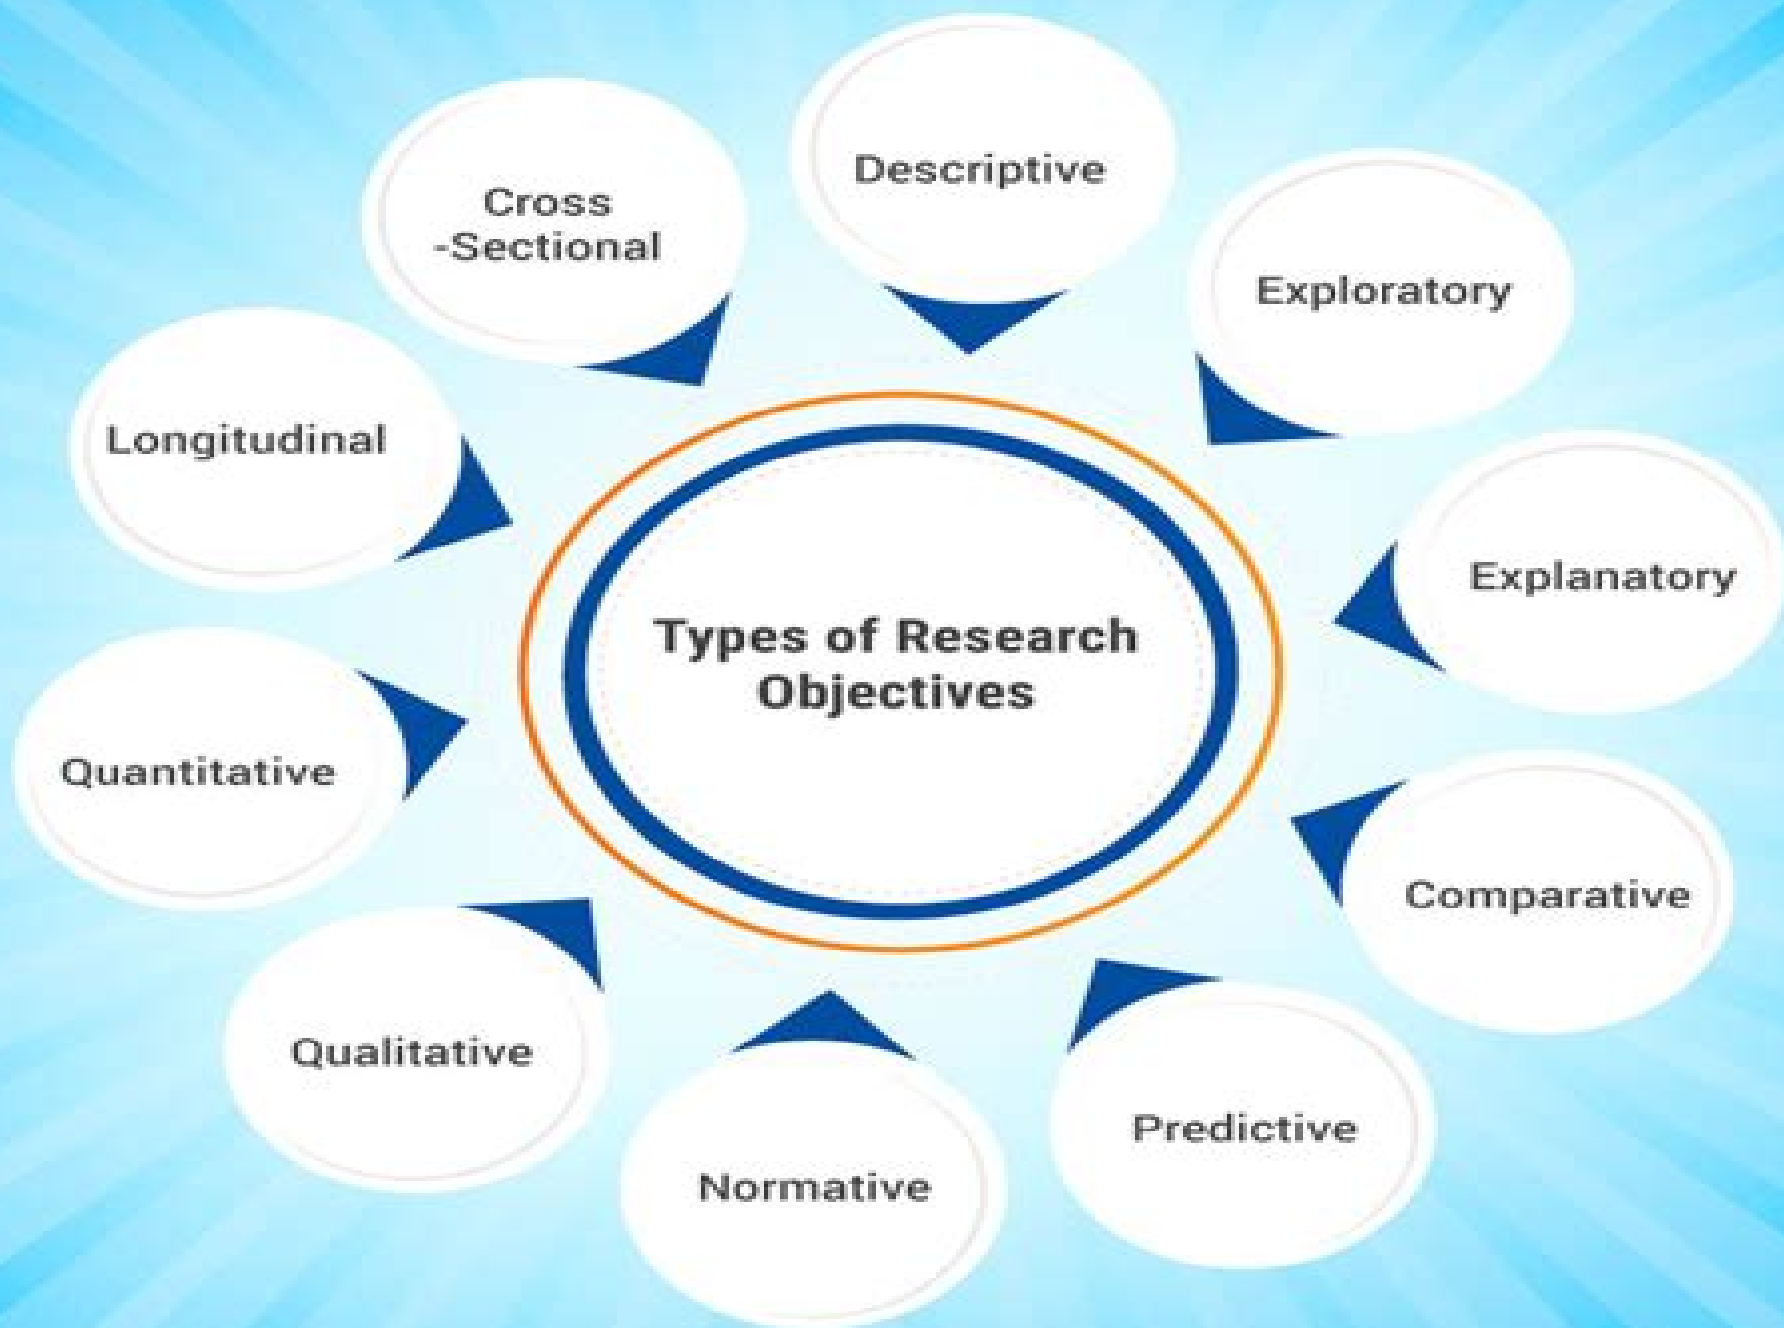 Types of Research
Objectives
Descriptive
Exploratory
Explanatory
Comparative
Predictive
Normative
Qualitative
Quantitative
Longitudinal
Cross
-Sectional